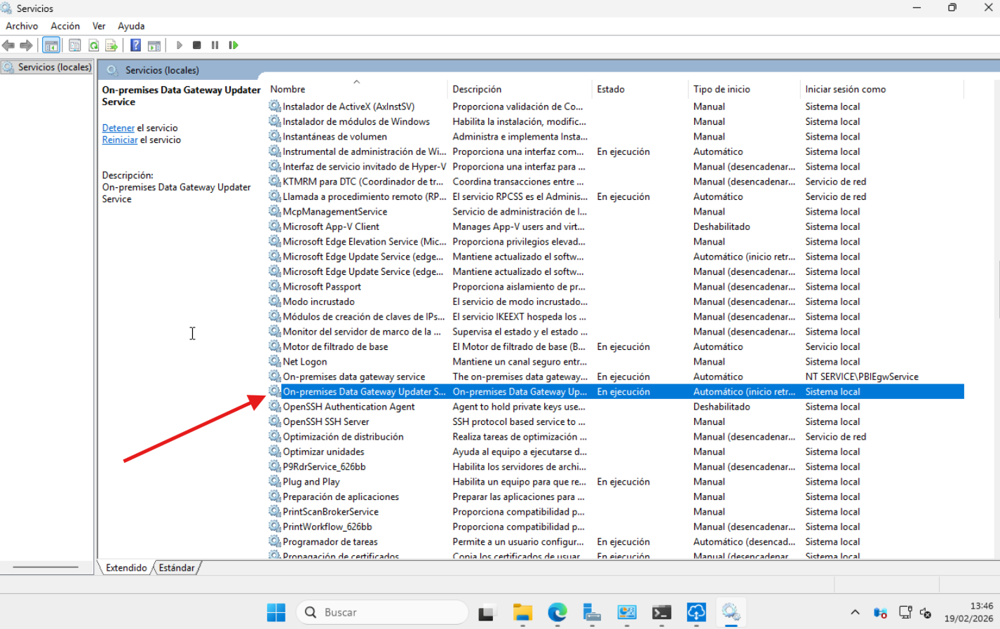 Servicios
Archivo Acción Ver Ayuda
Servicios (locales)
Servicios (locales)
On-premises Data Gateway Updater Service
Detener el servicio
Reiniciar el servicio
Descripción:
On-premises Data Gateway Updater
Service
Nombre Descripción Estado Tipo de inicio Iniciar sesión como
Instalador de ActiveX (AxInstSV) Proporciona validación de Co... Manual Sistema local
Instalador de módulos de Windows Habilita la instalación, modific... Manual Sistema local
Instantáneas de volumen Administra e implementa Insta... Manual Sistema local
Instrumental de administración de Wi... Proporciona una interfaz com... En ejecución Automático Sistema local
Interfaz de servicio invitado de Hyper-V Proporciona una interfaz para ... Manual (desencadenar... Sistema local
KTMRM para DTC (Coordinador de tr... Coordina transacciones entre ... Manual (desencadenar... Servicio de red
Llamada a procedimiento remoto (RP... El servicio RPCSS es el Adminis... En ejecución Automático Servicio de red
McpManagementService Servicio de administración de l... Manual Sistema local
Microsoft App-V Client Manages App-V users and virt... Deshabilitado Sistema local
Microsoft Edge Elevation Service (Mic... Proporciona privilegios elevad... Manual Sistema local
Microsoft Edge Update Service (edge... Mantiene actualizado el softw... Automático (inicio retr... Sistema local
Microsoft Edge Update Service (edge... Mantiene actualizado el softw... Manual (desencadenar... Sistema local
Microsoft Passport Proporciona aislamiento de pr... Manual (desencadenar... Sistema local
Modo incrustado El servicio de modo incrustado... Manual (desencadenar... Sistema local
Módulos de creación de claves de IPs... El servicio IKEEXT hospeda los ... Manual (desencadenar... Sistema local
Monitor del servidor de marco de la ... Supervisa el estado y el estado ... Manual (desencadenar... Sistema local
Motor de filtrado de base El Motor de filtrado de base (B... En ejecución Automático Servicio local
Net Logon Mantiene un canal seguro entr... Manual Sistema local
On-premises data gateway service The on-premises data gateway... En ejecución Automático NT SERVICE\PBIEgwService
On-premises Data Gateway Updater S... On-premises Data Gateway Up... En ejecución Automático (inicio retr... Sistema local
OpenSSH Authentication Agent Agent to hold private keys use... Deshabilitado Sistema local
OpenSSH SSH Server SSH protocol based service to ... Manual Sistema local
Optimización de distribución Realiza tareas de optimización ... Manual (desencadenar... Servicio de red
Optimizar unidades Ayuda al equipo a ejecutarse d... Manual Sistema local
P9RdrService_626bb Habilita los servidores de archi... Manual (desencadenar... Sistema local
Plug and Play Habilita un equipo para que re... En ejecución Manual Sistema local
Preparación de aplicaciones Preparar las aplicaciones para ... Manual Sistema local
PrintScanBrokerService Proporciona compatibilidad p... Manual Sistema local
PrintWorkflow_626bb Proporciona compatibilidad p... Manual (desencadenar... Sistema local
Programador de tareas Permite a un usuario configur... En ejecución Automático (desencad... Sistema local
Propagación de certificados Copia los certificados de usuar... En ejecución Manual (desencadenar... Sistema local
Extendido Estándar
Buscar
13:46
19/02/2026